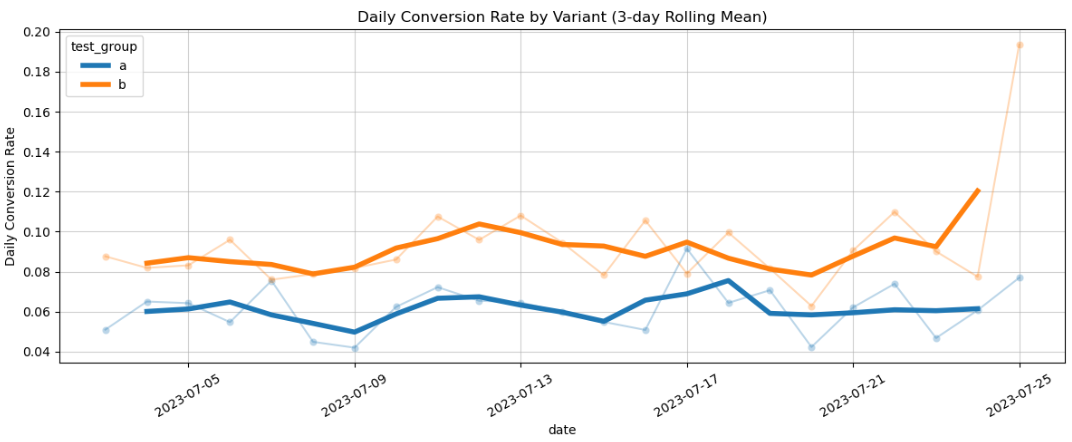 Daily Conversion Rate by Variant (3-day Rolling Mean)
0.20
0.18
0.16
0.14
0.12
0.10
0.08
0.06
0.04
Daily Conversion Rate
test_group
a
b
2023-07-05
2023-07-09
2023-07-13
2023-07-17
2023-07-21
2023-07-25
date